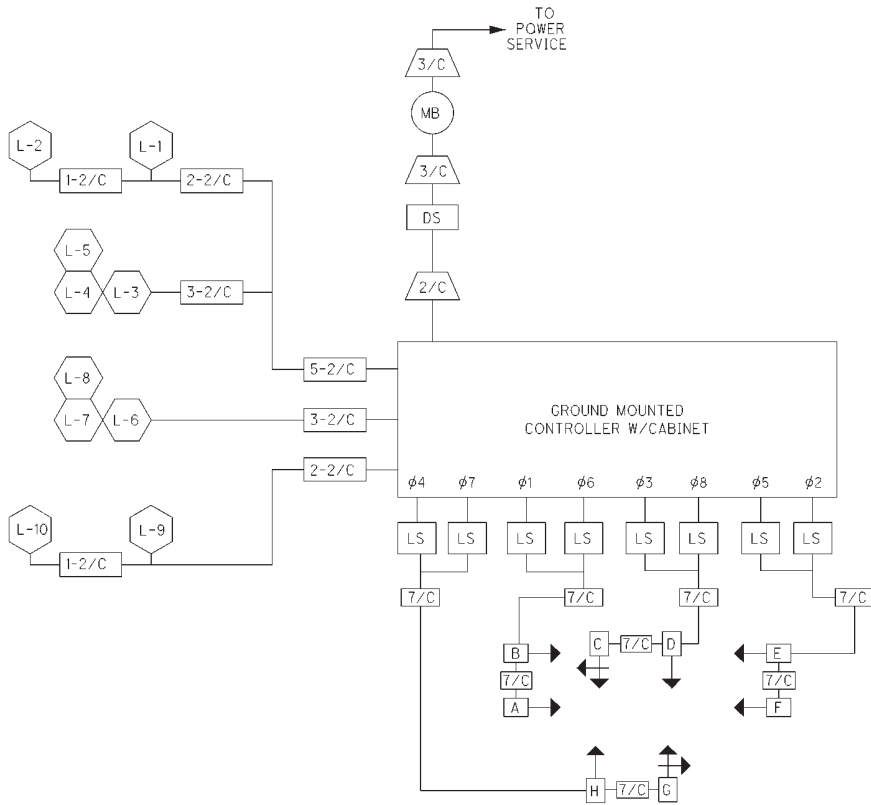 TO
POWER
SERVICE
3/C
MB
3/C
DS
2/C
L-2
L-1
1-2/C
2-2/C
L-5
L-4
L-3
3-2/C
5-2/C
L-8
L-7
L-6
3-2/C
2-2/C
GROUND MOUNTED
CONTROLLER W/CABINET
ϕ4
ϕ7
ϕ1
ϕ6
ϕ3
ϕ8
ϕ5
ϕ2
L-10
L-9
1-2/C
LS
LS
LS
LS
LS
LS
LS
LS
7/C
7/C
7/C
7/C
B
C
7/C
D
E
7/C
7/C
A
F
H
7/C
G